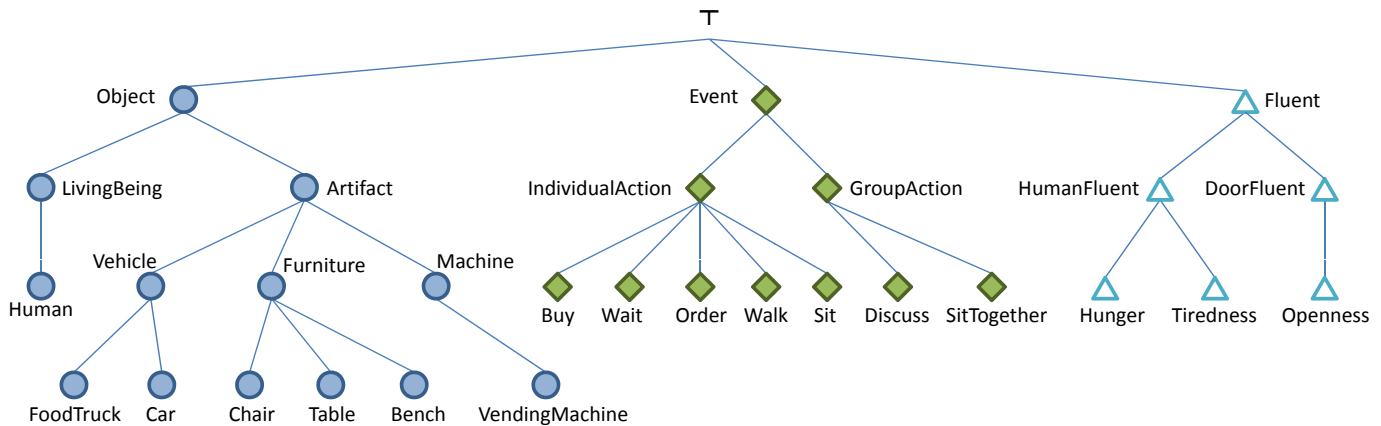 ⊤
Object
Event
Fluent
LivingBeing
Artifact
IndividualAction
GroupAction
HumanFluent
DoorFluent
Vehicle
Furniture
Machine
Human
Buy
Wait
Order
Walk
Sit
Discuss
SitTogether
Hunger
Tiredness
Openness
FoodTruck
Car
Chair
Table
Bench
VendingMachine